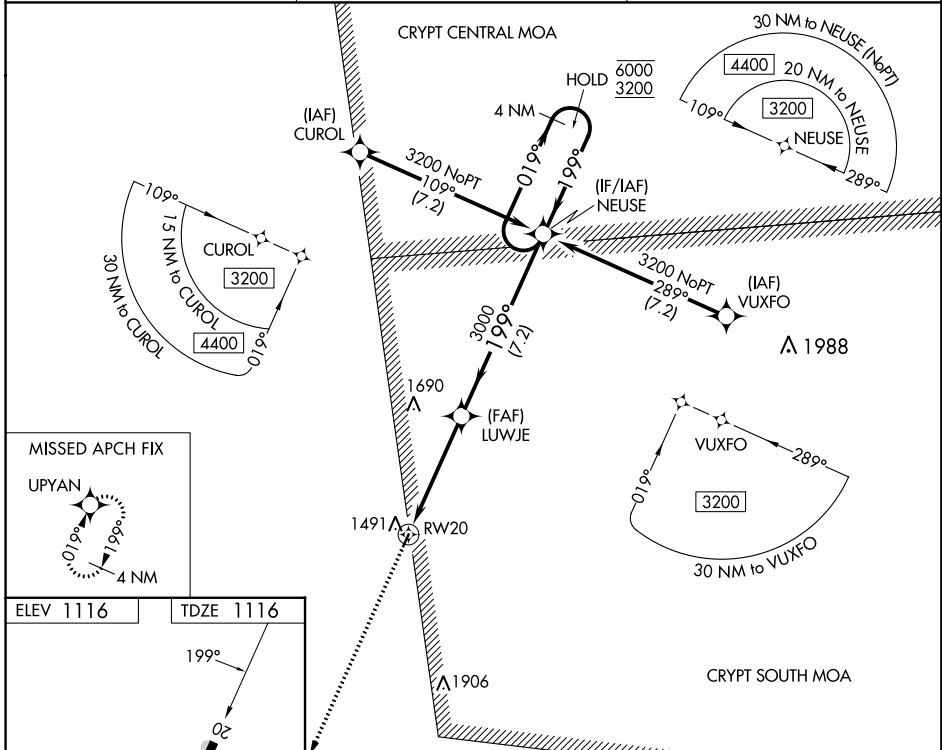 CRYPT CENTRAL MOA
30 NM to NEUSE (NoPT)
4400
20 NM to NEUSE
3200
109°
NEUSE
289°
HOLD
6000
3200
4 NM
019°
199°
(IAF)
CUROL
3200 NoPT
109°
(7.2)
(IF/IAF)
NEUSE
109°
CUROL
15 NM to CUROL
3200
30 NM to CUROL
4400
019°
3200 NoPT
289°
(7.2)
(IAF)
VUXFO
1988
3000
199°
(7.2)
1690
(FAF)
LUWJE
VUXFO
289°
019°
3200
30 NM to VUXFO
MISSED APCH FIX
UPYAN
019°
199°
4 NM
1491
RW20
ELEV 1116
TDZE 1116
199°
20
1906
CRYPT SOUTH MOA